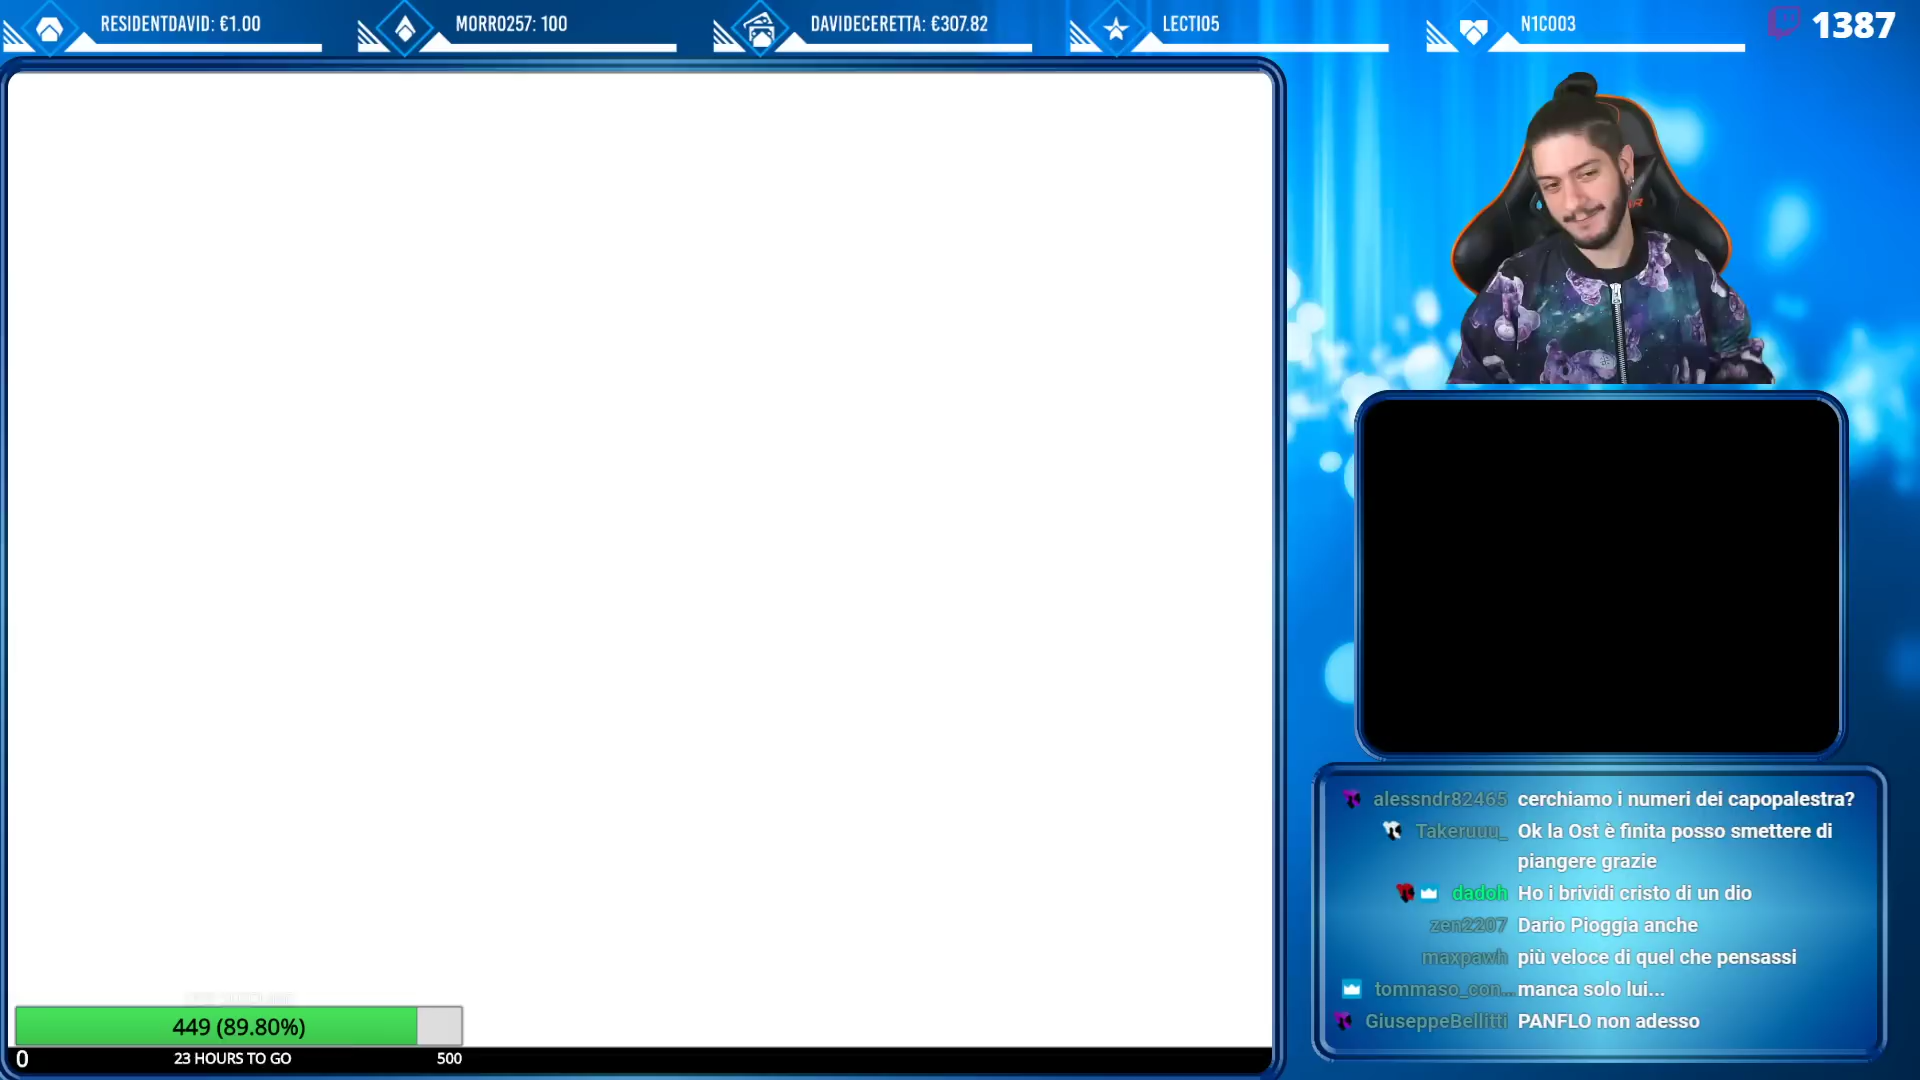 RESIDENTDAVID: €1.00
MORRO257: 100
DAVIDECERETTA: €307.82
LECTI05
N1CO03
1387
alessndr82465 cerchiamo i numeri dei capopalestra?
Takeruuu_ Ok la Ost è finita posso smettere di
piangere grazie
dadoh Ho i brividi cristo di un dio
zen2207 Dario Pioggia anche
maxpawh più veloce di quel che pensassi
tommaso_con... manca solo lui...
GiuseppeBellitti PANFLO non adesso
449 (89.80%)
0 23 HOURS TO GO 500